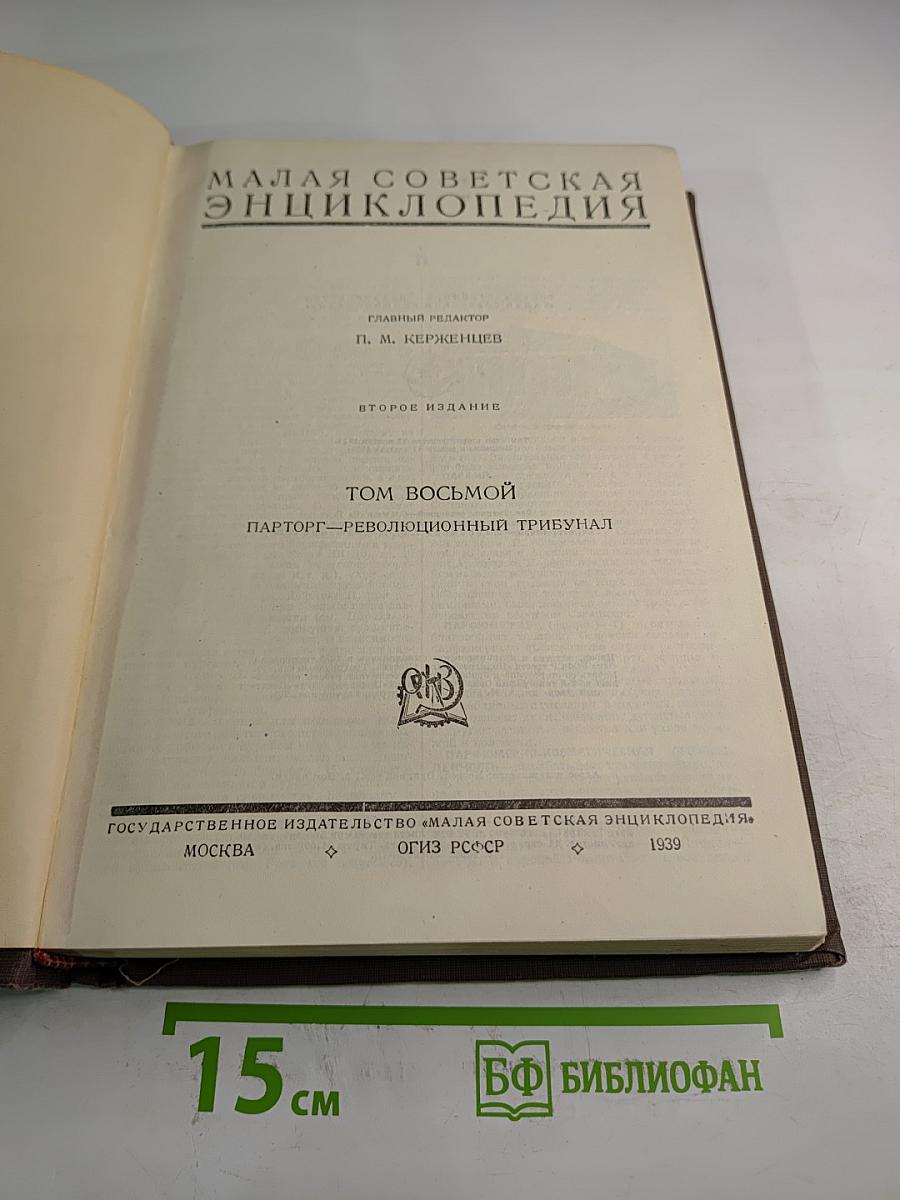 МАЛАЯ СОВЕТСКАЯ
ЭНЦИКЛОПЕДИЯ
ГЛАВНЫЙ РЕДАКТОР
П. М. КЕРЖЕНЦЕВ
ВТОРОЕ ИЗДАНИЕ
ТОМ ВОСЬМОЙ
ПАРТОРГ—РЕВОЛЮЦИОННЫЙ ТРИБУНАЛ
ГОСУДАРСТВЕННОЕ ИЗДАТЕЛЬСТВО «МАЛАЯ СОВЕТСКАЯ ЭНЦИКЛОПЕДИЯ»
МОСКВА ✧ ОГИЗ РСФСР ✧ 1939
15 см
БФ БИБЛИОФАН